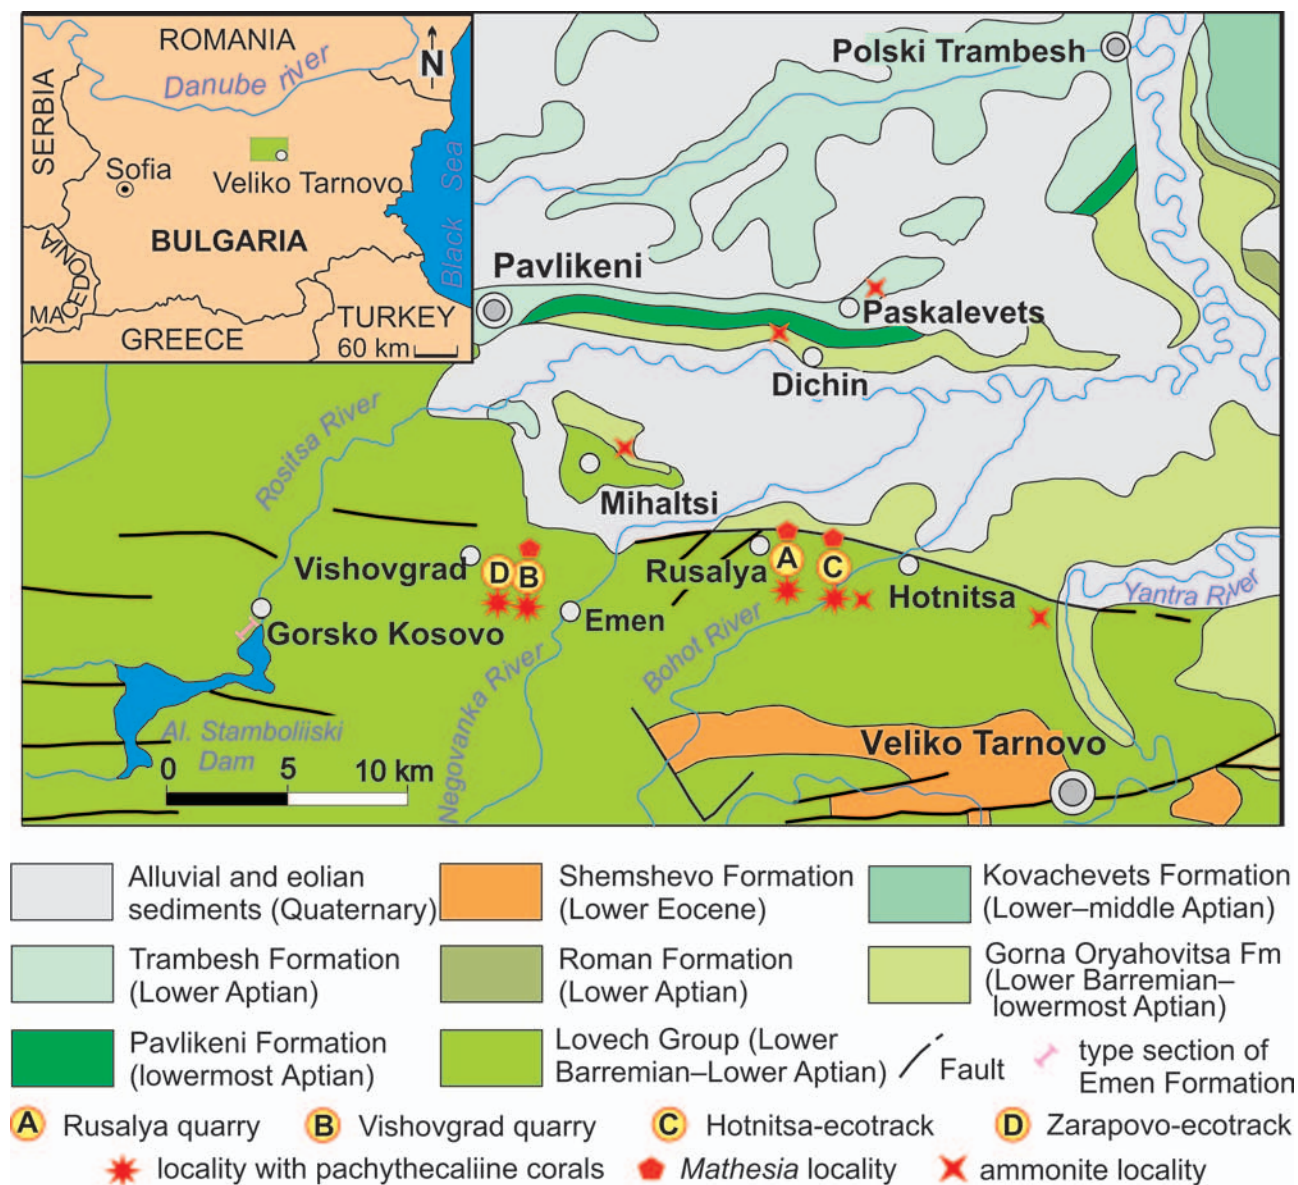 ROMANIA
Danube river
N
SERBIA
Sofia
Veliko Tarnovo
Black Sea
BULGARIA
MACEDONIA
GREECE
TURKEY
60 km
Polski Trambesh
Pavlikeni
Paskalevets
Dichin
Rositsa River
Mihaltsi
Vishovgrad
D
B
Rusalya
A
C
Hotnitsa
Yantra River
Gorsko Kosovo
Emen
Bohot River
Negovanka River
Al. Stamboliiski
Dam
Veliko Tarnovo
0 5 10 km
Alluvial and eolian
sediments (Quaternary)
Shemshevo Formation
(Lower Eocene)
Kovachevets Formation
(Lower–middle Aptian)
Trambesh Formation
(Lower Aptian)
Roman Formation
(Lower Aptian)
Gorna Oryahovitsa Fm
(Lower Barremian–
lowermost Aptian)
Pavlikeni Formation
(lowermost Aptian)
Lovech Group (Lower
Barremian–Lower Aptian)
Fault
type section of
Emen Formation
A Rusalya quarry
B Vishovgrad quarry
C Hotnitsa-ecotrack
D Zarapovo-ecotrack
locality with pachythecaliine corals
Mathesia locality
ammonite locality